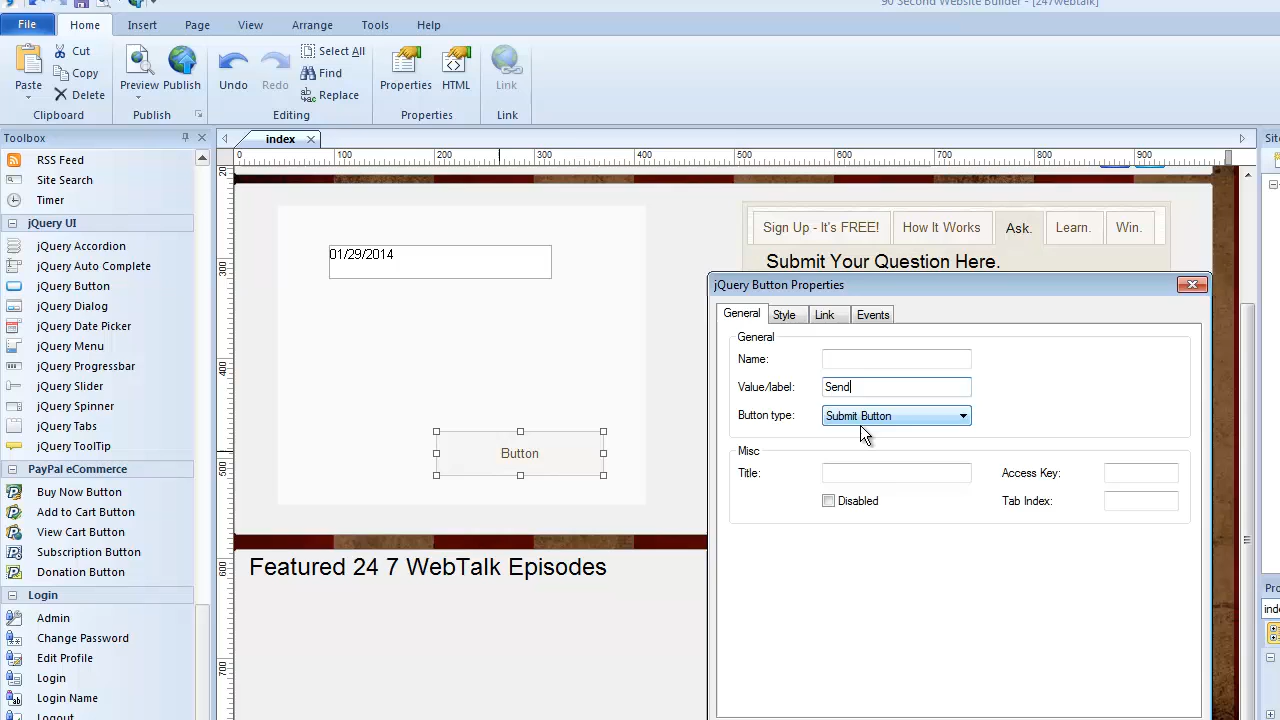 90 Second Website Builder - [247webtalk]
File Home Insert Page View Arrange Tools Help
Paste Cut Copy Delete
Preview Publish
Undo Redo Select All Find Replace
Properties HTML
Link
Clipboard Publish Editing Properties Link
Toolbox
index
Site
0 100 200 300 400 500 600 700 800 900
RSS Feed
Site Search
Timer
jQuery UI
jQuery Accordion
jQuery Auto Complete
jQuery Button
jQuery Dialog
jQuery Date Picker
jQuery Menu
jQuery Progressbar
jQuery Slider
jQuery Spinner
jQuery Tabs
jQuery ToolTip
PayPal eCommerce
Buy Now Button
Add to Cart Button
View Cart Button
Subscription Button
Donation Button
Login
Admin
Change Password
Edit Profile
Login
Login Name
Logout
300
400
500
600
700
01/29/2014
Button
Featured 24 7 WebTalk Episodes
Sign Up - It's FREE! How It Works Ask. Learn. Win.
Submit Your Question Here.
jQuery Button Properties
General Style Link Events
General
Name:
Value/label: Send
Button type: Submit Button
Misc
Title: Access Key:
Disabled Tab Index:
Pro
inde